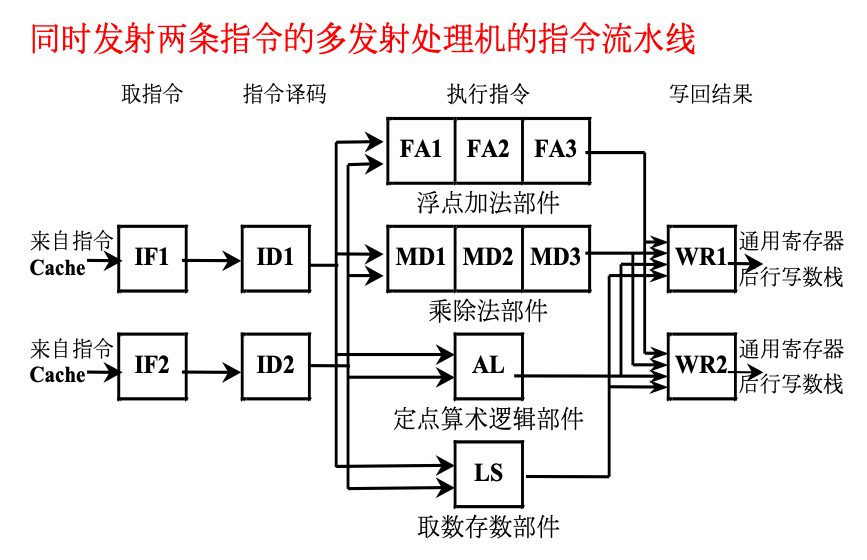 同时发射两条指令的多发射处理机的指令流水线
取指令 指令译码 执行指令 写回结果
FA1 FA2 FA3
浮点加法部件
来自指令
Cache
IF1 ID1 MD1 MD2 MD3 WR1
通用寄存器
后行写数栈
乘除法部件
来自指令
Cache
IF2 ID2 AL WR2
通用寄存器
后行写数栈
定点算术逻辑部件
LS
取数存数部件